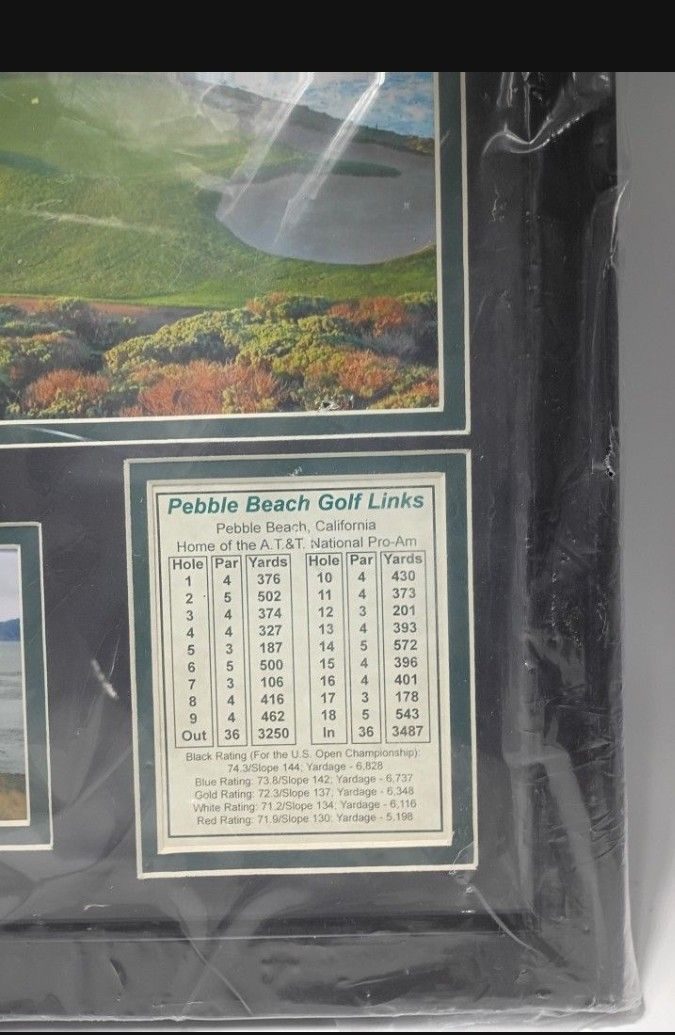 Pebble Beach Golf Links
Pebble Beach, California
Home of the A.T.&T. National Pro-Am
Hole Par Yards Hole Par Yards
1 4 376 10 4 430
2 5 502 11 4 373
3 4 374 12 3 201
4 4 327 13 4 393
5 3 187 14 5 572
6 5 500 15 4 396
7 3 106 16 4 401
8 4 416 17 3 178
9 4 462 18 5 543
Out 36 3250 In 36 3487
Black Rating (For the U.S. Open Championship):
74.3/Slope 144; Yardage - 6,828
Blue Rating: 73.8/Slope 142; Yardage - 6,737
Gold Rating: 72.3/Slope 137; Yardage - 6,348
White Rating: 71.2/Slope 134; Yardage - 6,116
Red Rating: 71.9/Slope 130; Yardage - 5,198